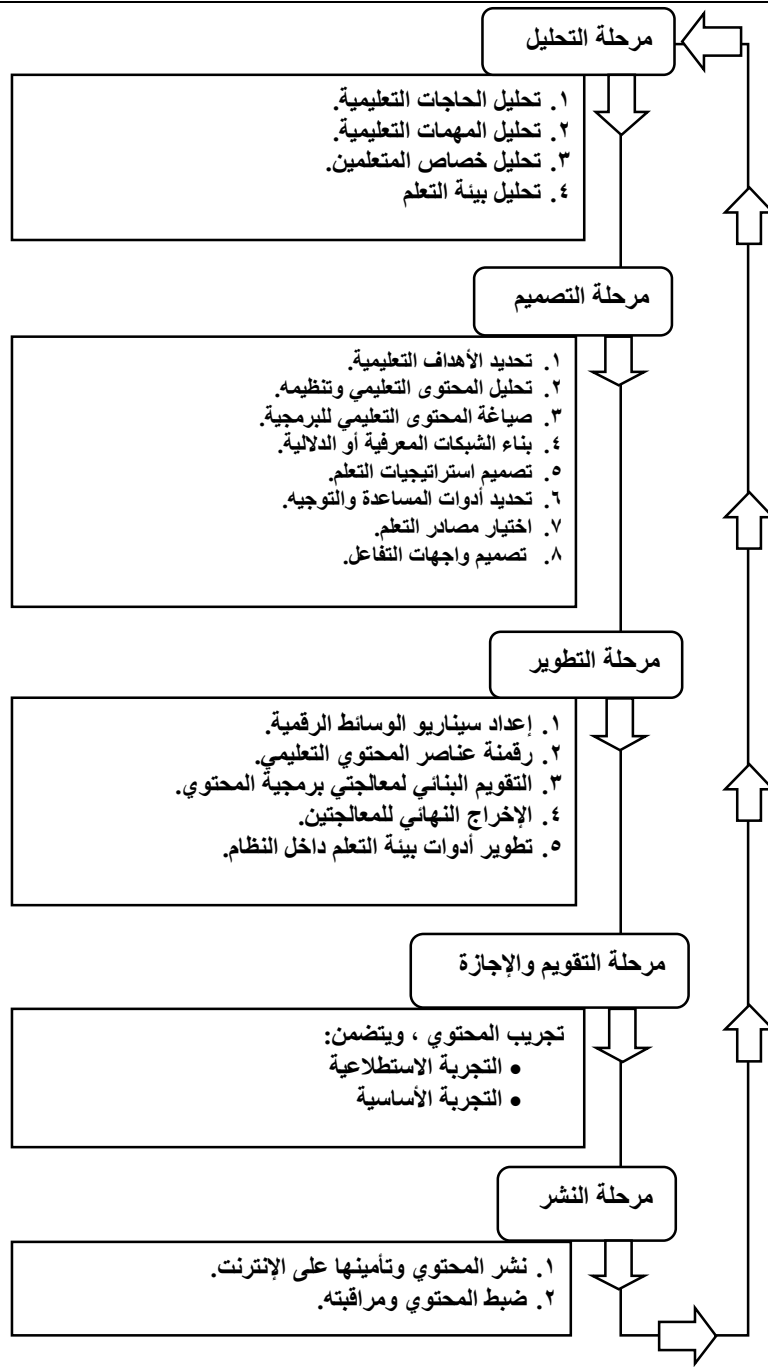 مرحلة التحليل
١. تحليل الحاجات التعليمية.
٢. تحليل المهمات التعليمية.
٣. تحليل خصاص المتعلمين.
٤. تحليل بيئة التعلم
مرحلة التصميم
١. تحديد الأهداف التعليمية.
٢. تحليل المحتوى التعليمي وتنظيمه.
٣. صياغة المحتوى التعليمي للبرمجية.
٤. بناء الشبكات المعرفية أو الدلالية.
٥. تصميم استراتيجيات التعلم.
٦. تحديد أدوات المساعدة والتوجيه.
٧. اختيار مصادر التعلم.
٨. تصميم واجهات التفاعل.
مرحلة التطوير
١. إعداد سيناريو الوسائط الرقمية.
٢. رقمنة عناصر المحتوي التعليمي.
٣. التقويم البنائي لمعالجتي برمجية المحتوي.
٤. الإخراج النهائي للمعالجتين.
٥. تطوير أدوات بيئة التعلم داخل النظام.
مرحلة التقويم والإجازة
تجريب المحتوي ، ويتضمن:
• التجربة الاستطلاعية
• التجربة الأساسية
مرحلة النشر
١. نشر المحتوي وتأمينها على الإنترنت.
٢. ضبط المحتوي ومراقبته.